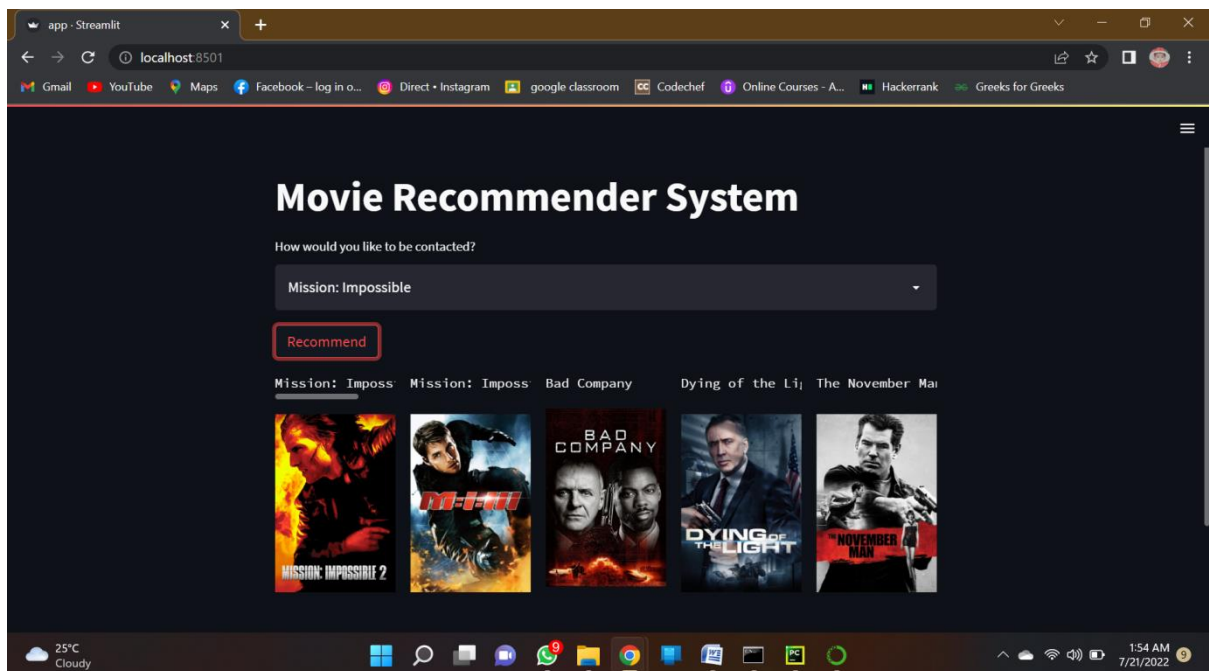 app · Streamlit
localhost:8501
Gmail YouTube Maps Facebook – log in o... Direct • Instagram google classroom Codechef Online Courses - A... Hackerrank Greeks for Greeks
Movie Recommender System
How would you like to be contacted?
Mission: Impossible
Recommend
Mission: Imposs Mission: Imposs Bad Company Dying of the Li The November Ma
MISSION: IMPOSSIBLE 2
M:i:III
BAD
COMPANY
DYING OF
THE LIGHT
THE NOVEMBER
MAN
25°C
Cloudy
9
PC
1:54 AM
7/21/2022
9